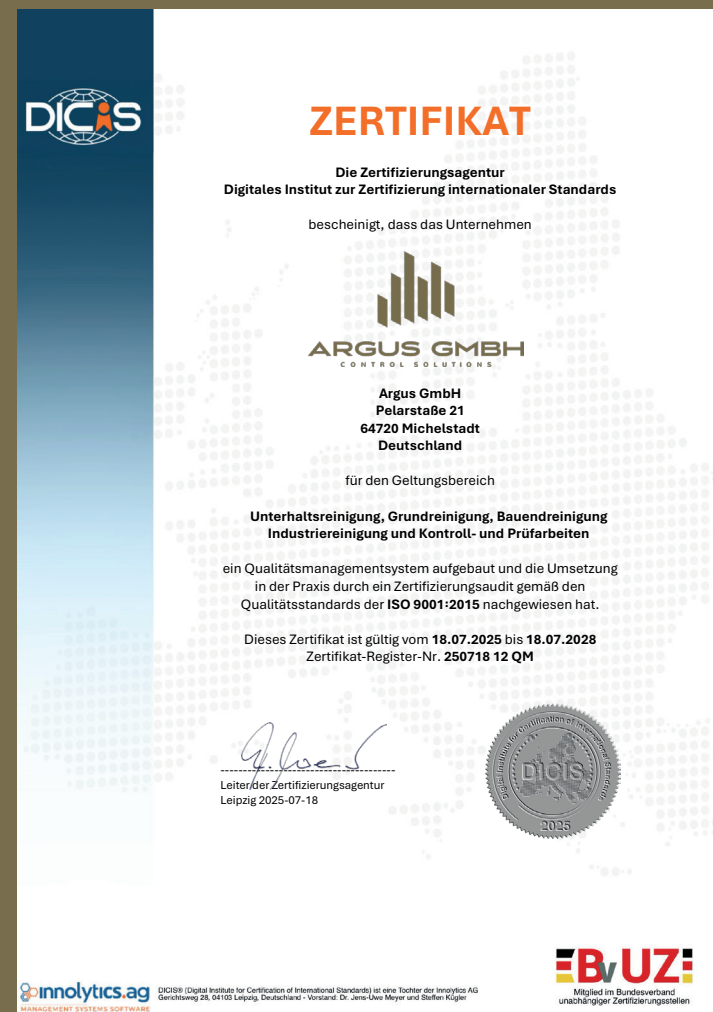 DICIS
ZERTIFIKAT
Die Zertifizierungsagentur
Digitales Institut zur Zertifizierung internationaler Standards
bescheinigt, dass das Unternehmen
ARGUS GMBH
CONTROL SOLUTIONS
Argus GmbH
Pelarstaße 21
64720 Michelstadt
Deutschland
für den Geltungsbereich
Unterhaltsreinigung, Grundreinigung, Bauendreinigung
Industriereinigung und Kontroll- und Prüfarbeiten
ein Qualitätsmanagementsystem aufgebaut und die Umsetzung
in der Praxis durch ein Zertifizierungsaudit gemäß den
Qualitätsstandards der ISO 9001:2015 nachgewiesen hat.
Dieses Zertifikat ist gültig vom 18.07.2025 bis 18.07.2028
Zertifikat-Register-Nr. 250718 12 QM
Leiter der Zertifizierungsagentur
Leipzig 2025-07-18
Digital Institute for Certification of International Standards
DICIS
2025
innolytics.ag
MANAGEMENT SYSTEMS SOFTWARE
DICIS® (Digital Institute for Certification of International Standards) ist eine Tochter der Innolytics AG
Gerichtsweg 28, 04103 Leipzig, Deutschland - Vorstand: Dr. Jens-Uwe Meyer und Steffen Kügler
BvUZ
Mitglied im Bundesverband
unabhängiger Zertifizierungsstellen